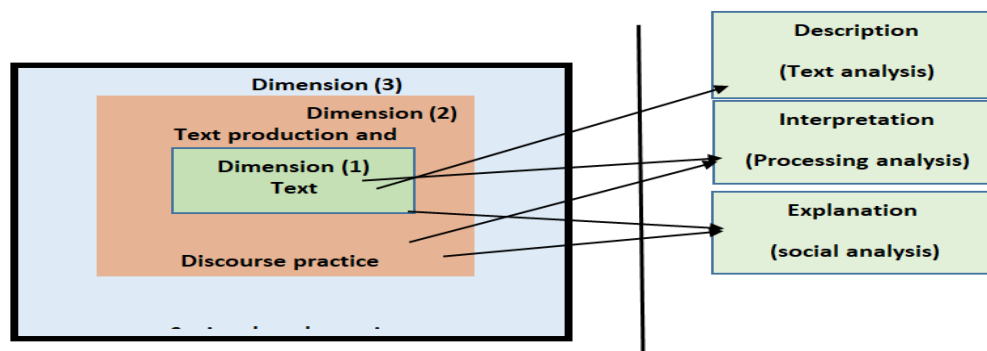 Dimension (3)
Dimension (2)
Text production and
Dimension (1)
Text
Discourse practice
Description
(Text analysis)
Interpretation
(Processing analysis)
Explanation
(social analysis)